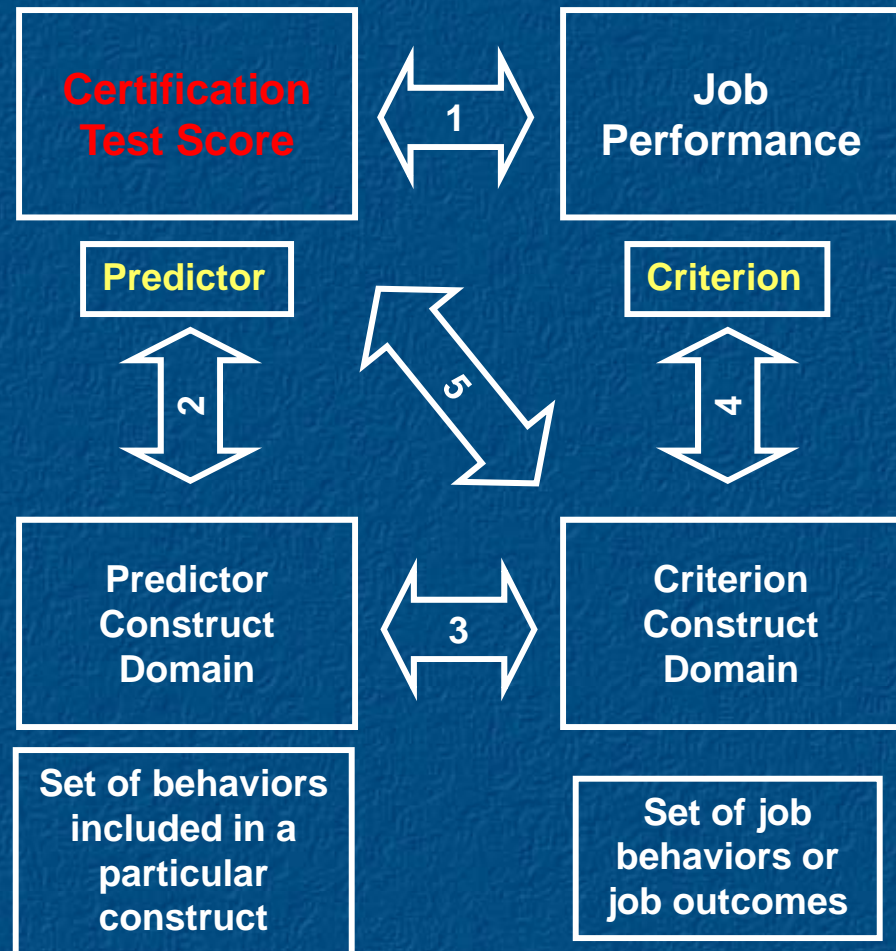 Certification
Test Score
1
Job
Performance
Predictor
Criterion
2
5
4
Predictor
Construct
Domain
3
Criterion
Construct
Domain
Set of behaviors
included in a
particular
construct
Set of job
behaviors or
job outcomes